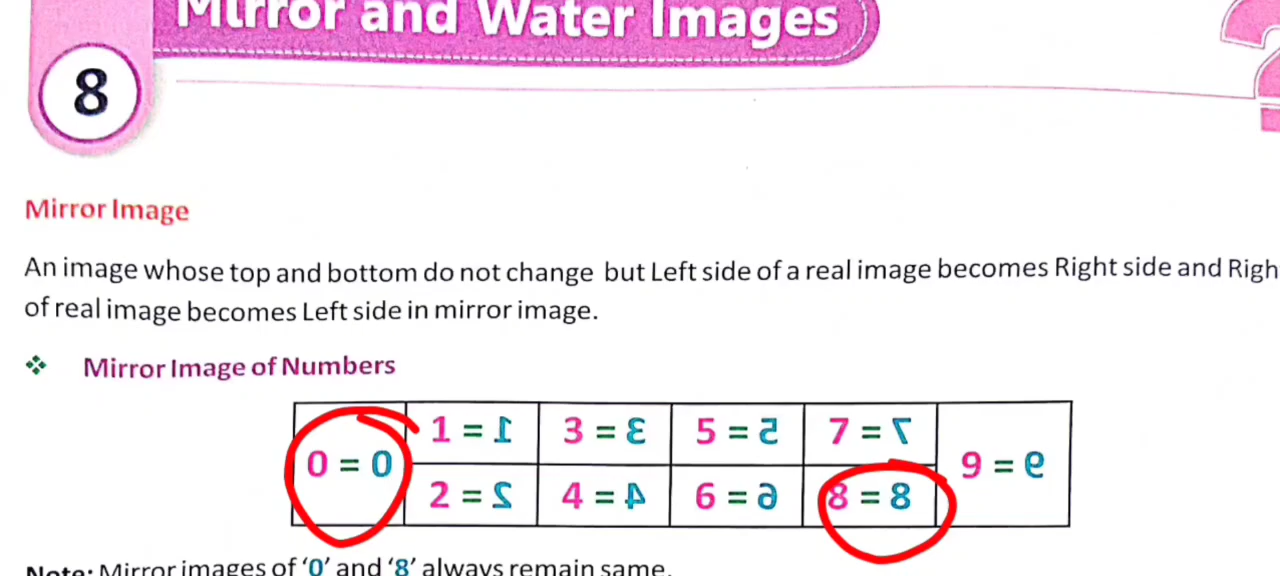 Mirror and Water Images
8
Mirror Image
An image whose top and bottom do not change but Left side of a real image becomes Right side and Righ
of real image becomes Left side in mirror image.
Mirror Image of Numbers
0 = 0 1 = 1 3 = 3 5 = 5 7 = 7 9 = 9
2 = 2 4 = 4 6 = 6 8 = 8
Note: Mirror images of ‘0’ and ‘8’ always remain same.